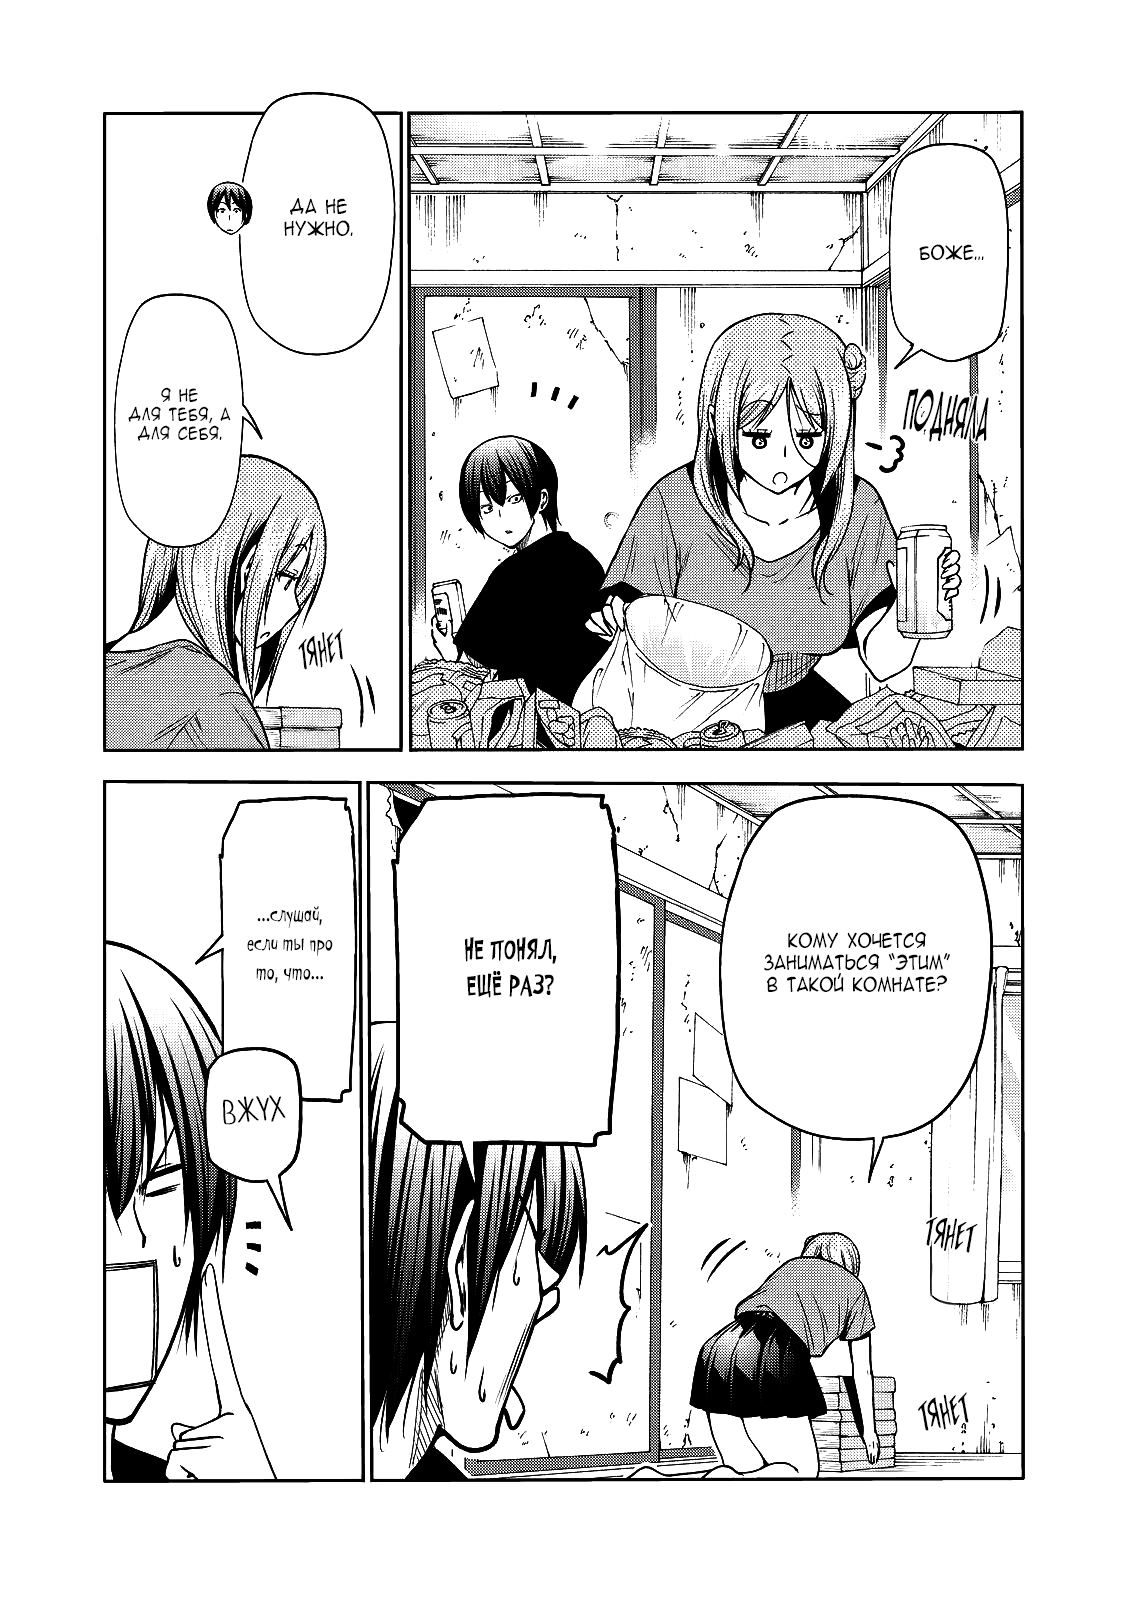 БОЖЕ...
ПОДНЯЛА
ДА НЕ
НУЖНО.
Я НЕ
ДЛЯ ТЕБЯ, А
ДЛЯ СЕБЯ.
ТЯНЕТ
КОМУ ХОЧЕТСЯ
ЗАНИМАТЬСЯ "ЭТИМ"
В ТАКОЙ КОМНАТЕ?
ТЯНЕТ
ТЯНЕТ
НЕ ПОНЯЛ,
ЕЩЁ РАЗ?
...слушай,
если ты про
то, что...
ВЖУХ